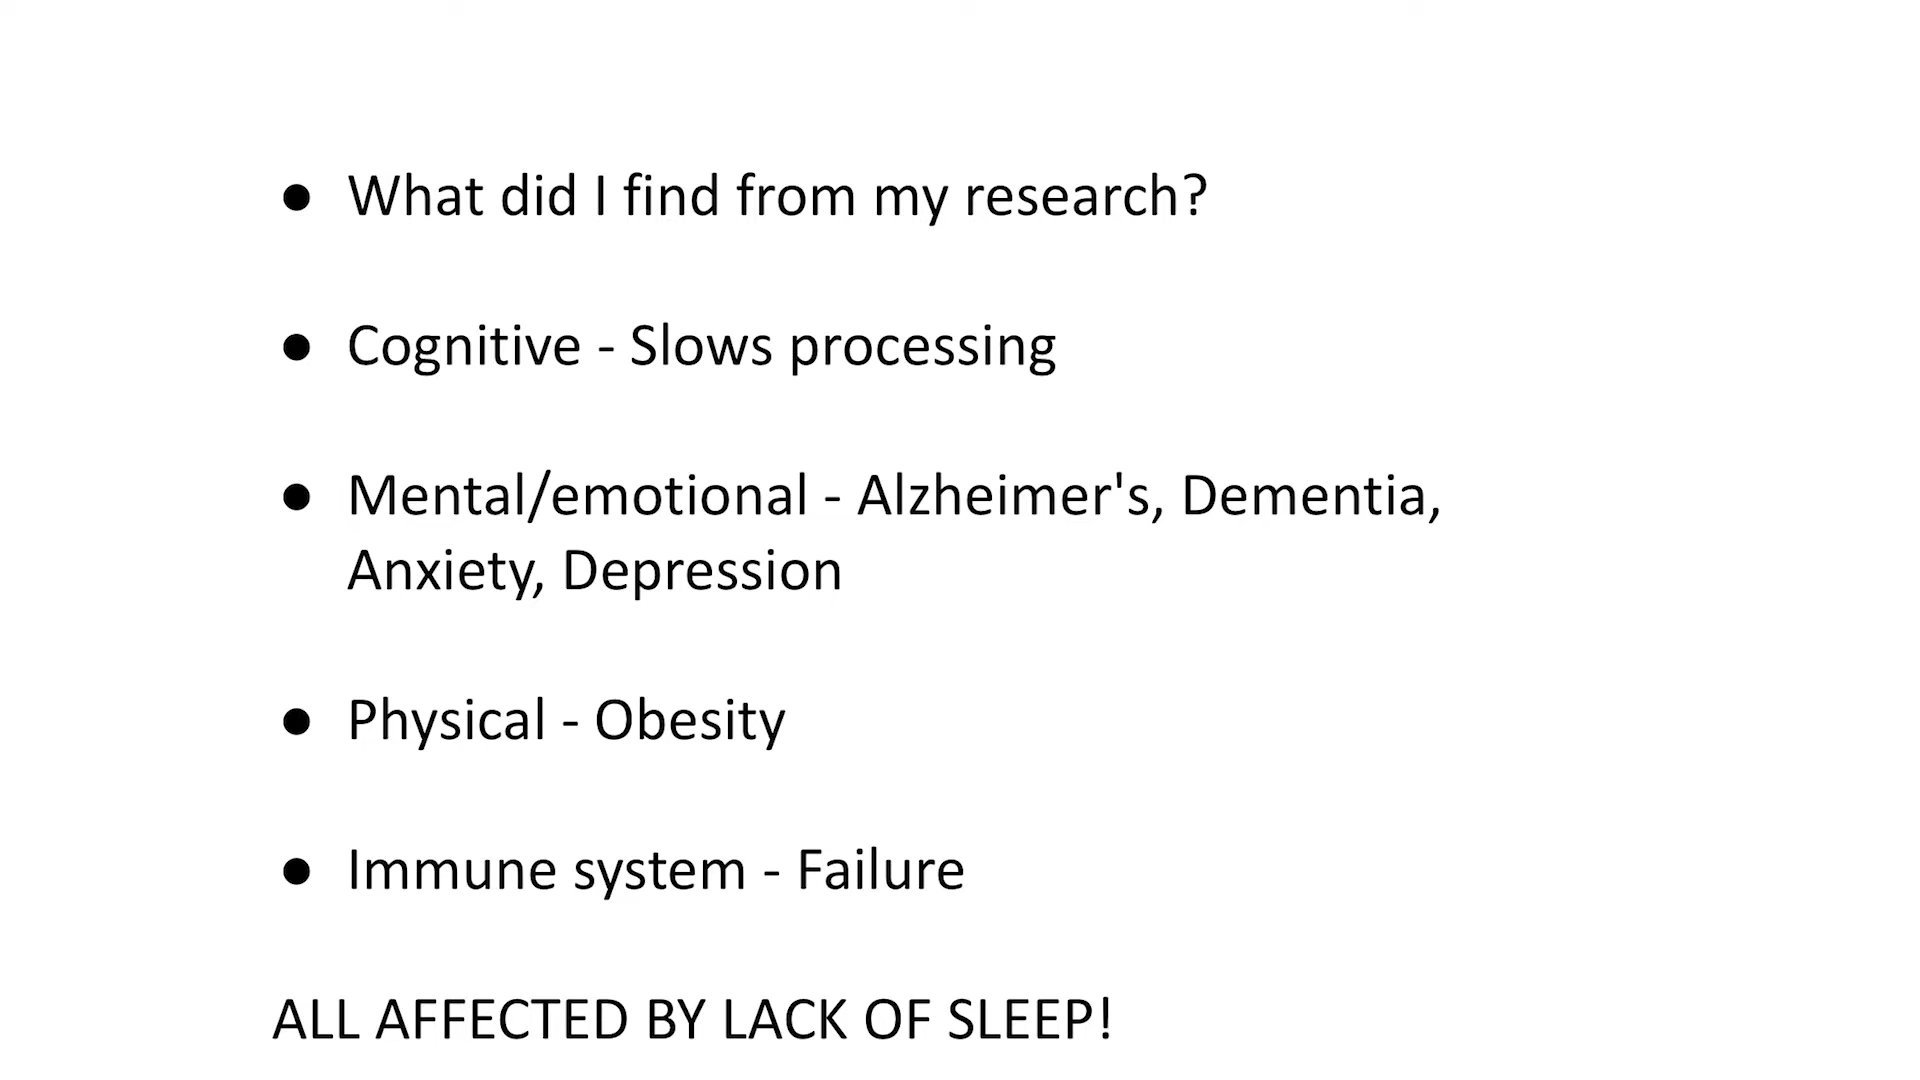 ● What did I find from my research?
● Cognitive - Slows processing
● Mental/emotional - Alzheimer's, Dementia,
Anxiety, Depression
● Physical - Obesity
● Immune system - Failure
ALL AFFECTED BY LACK OF SLEEP!